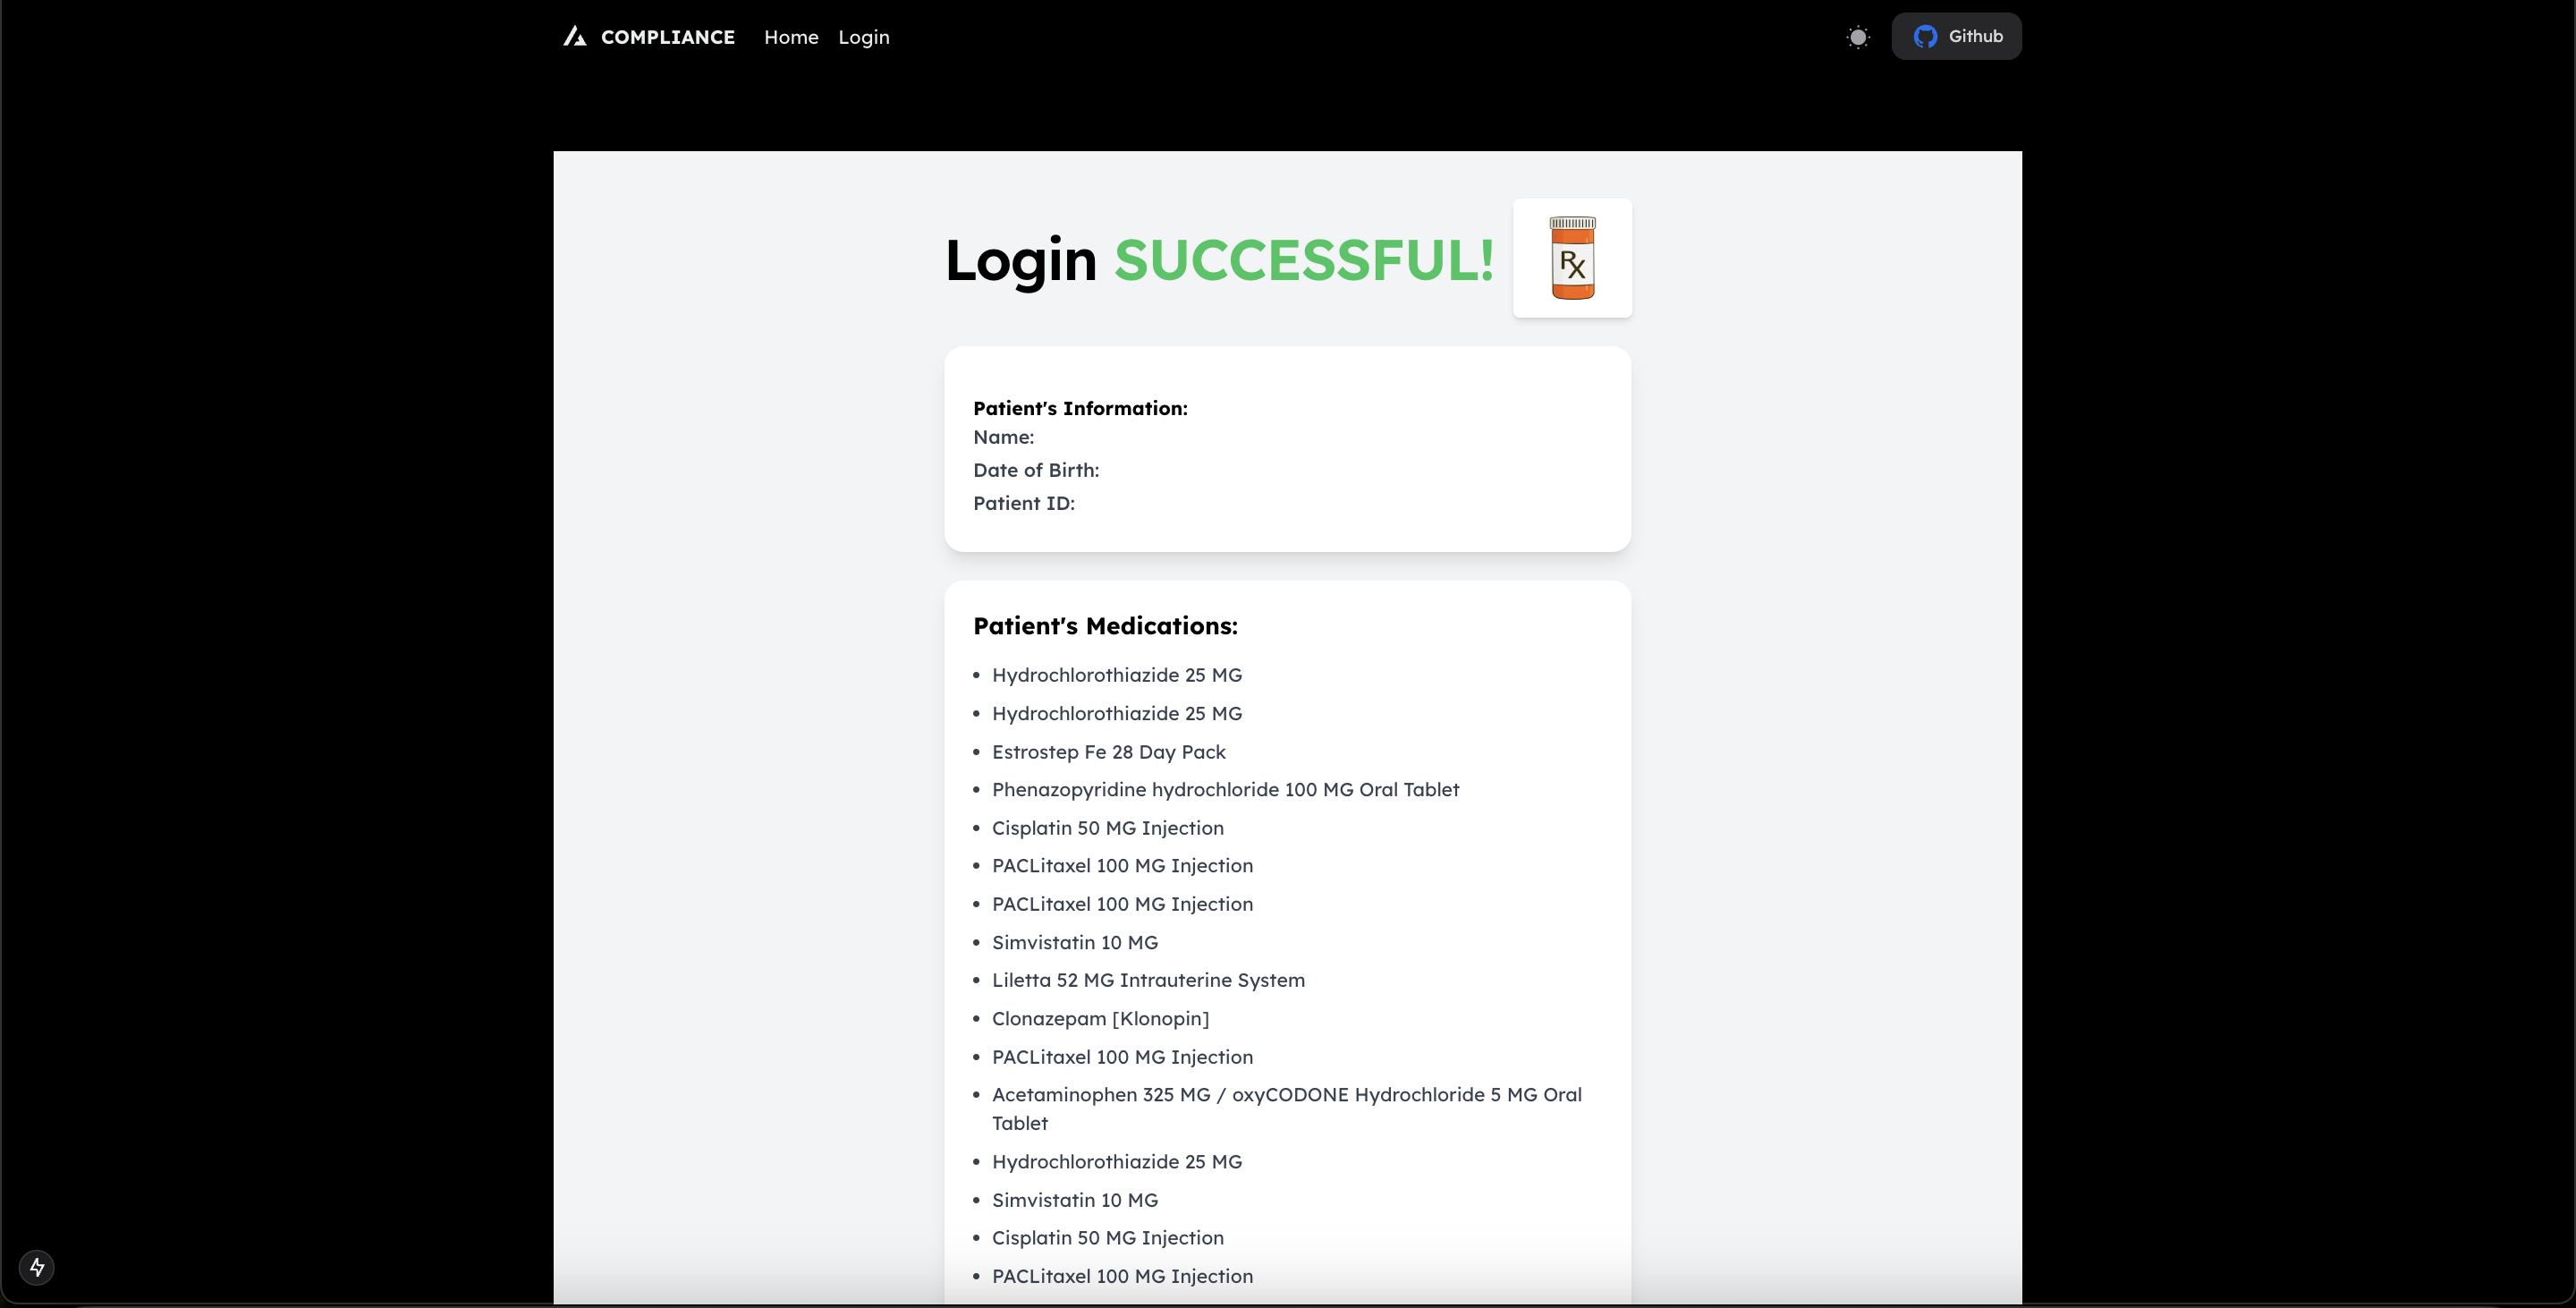 COMPLIANCE Home Login Github
Login SUCCESSFUL!
Rx
Patient's Information:
Name:
Date of Birth:
Patient ID:
Patient's Medications:
• Hydrochlorothiazide 25 MG
• Hydrochlorothiazide 25 MG
• Estrostep Fe 28 Day Pack
• Phenazopyridine hydrochloride 100 MG Oral Tablet
• Cisplatin 50 MG Injection
• PACLitaxel 100 MG Injection
• PACLitaxel 100 MG Injection
• Simvistatin 10 MG
• Liletta 52 MG Intrauterine System
• Clonazepam [Klonopin]
• PACLitaxel 100 MG Injection
• Acetaminophen 325 MG / oxyCODONE Hydrochloride 5 MG Oral
Tablet
• Hydrochlorothiazide 25 MG
• Simvistatin 10 MG
• Cisplatin 50 MG Injection
• PACLitaxel 100 MG Injection